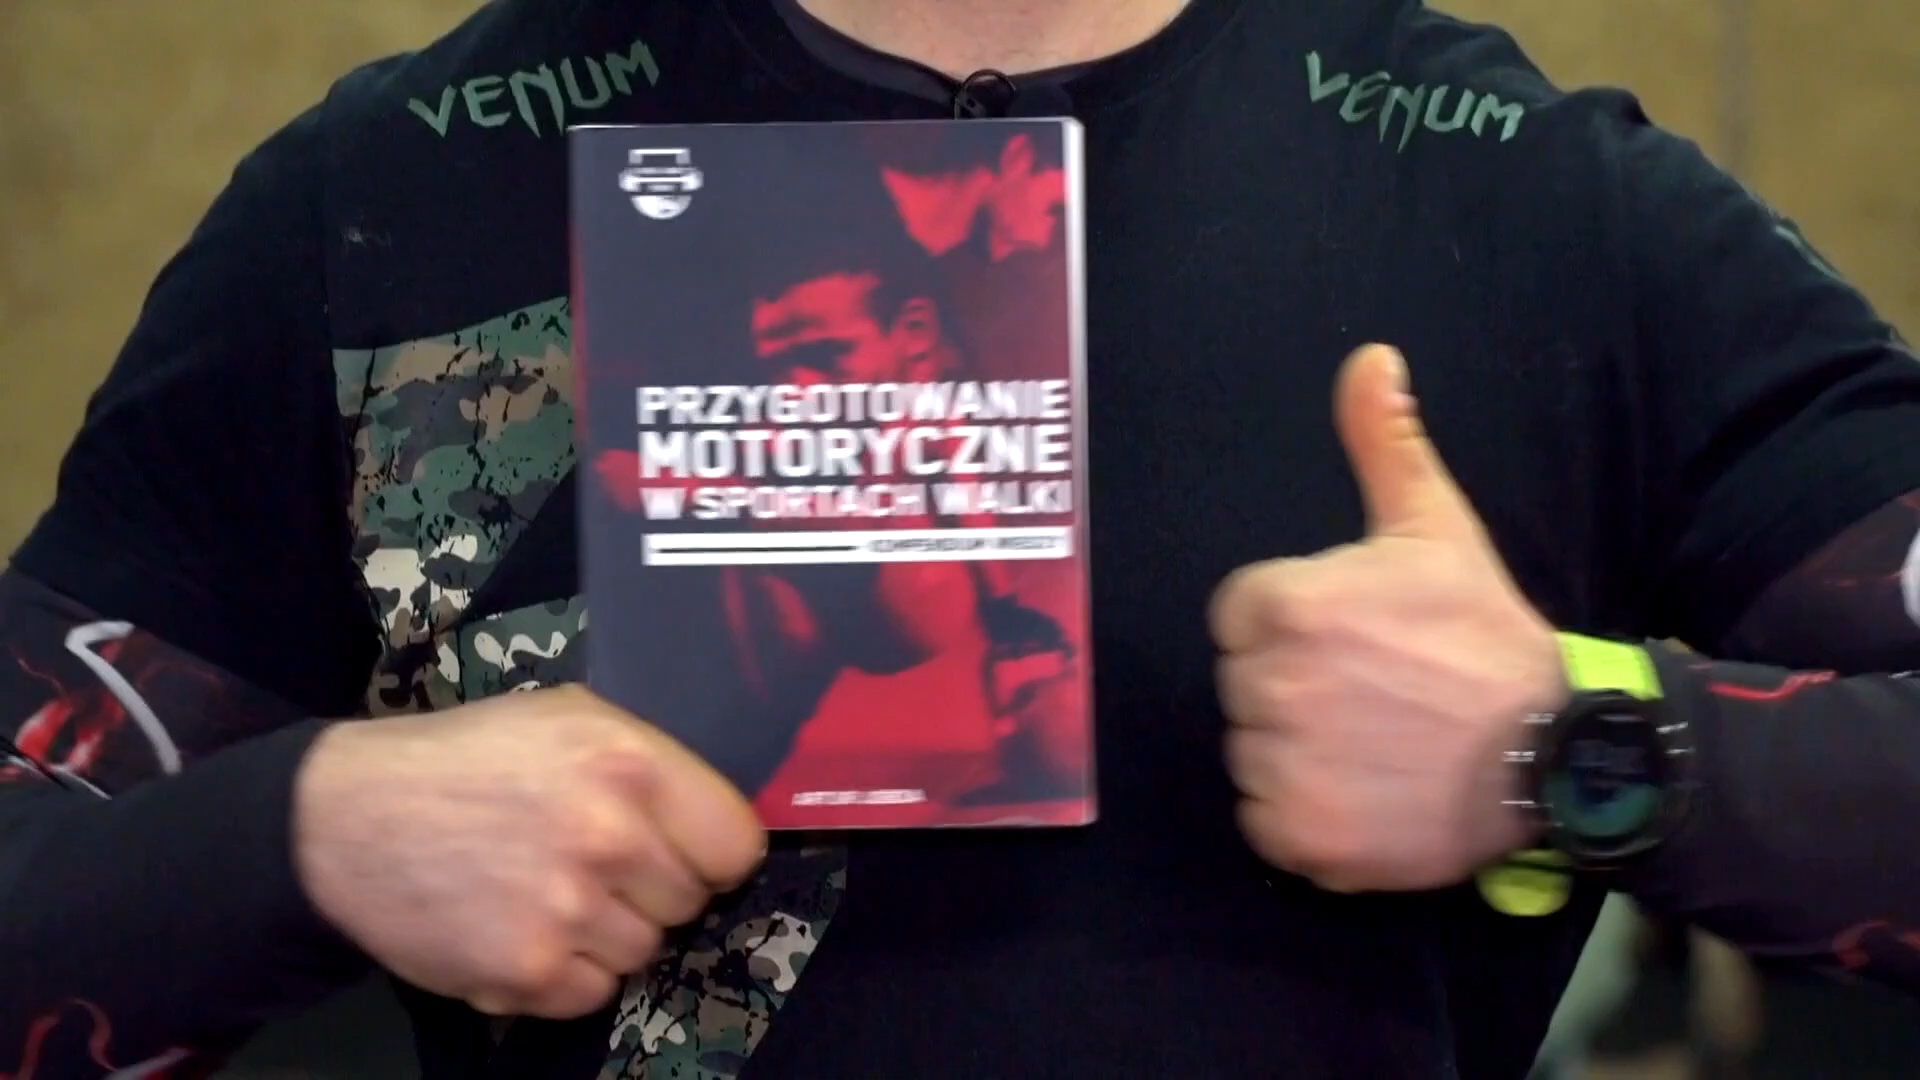 VENUM
VENUM
PRZYGOTOWANIE
MOTORYCZNE
W SPORTACH WALKI